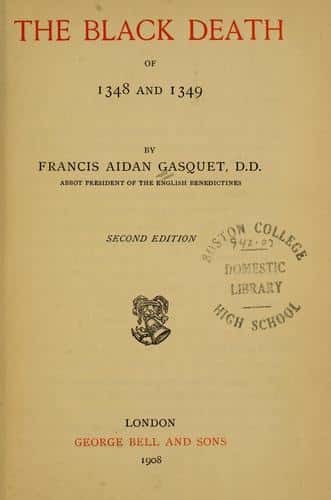 THE BLACK DEATH
OF
1348 AND 1349
BY
FRANCIS AIDAN GASQUET, D.D.
ABBOT PRESIDENT OF THE ENGLISH BENEDICTINES
SECOND EDITION
BOSTON COLLEGE
942.03
DOMESTIC
LIBRARY
HIGH SCHOOL
LONDON
GEORGE BELL AND SONS
1908